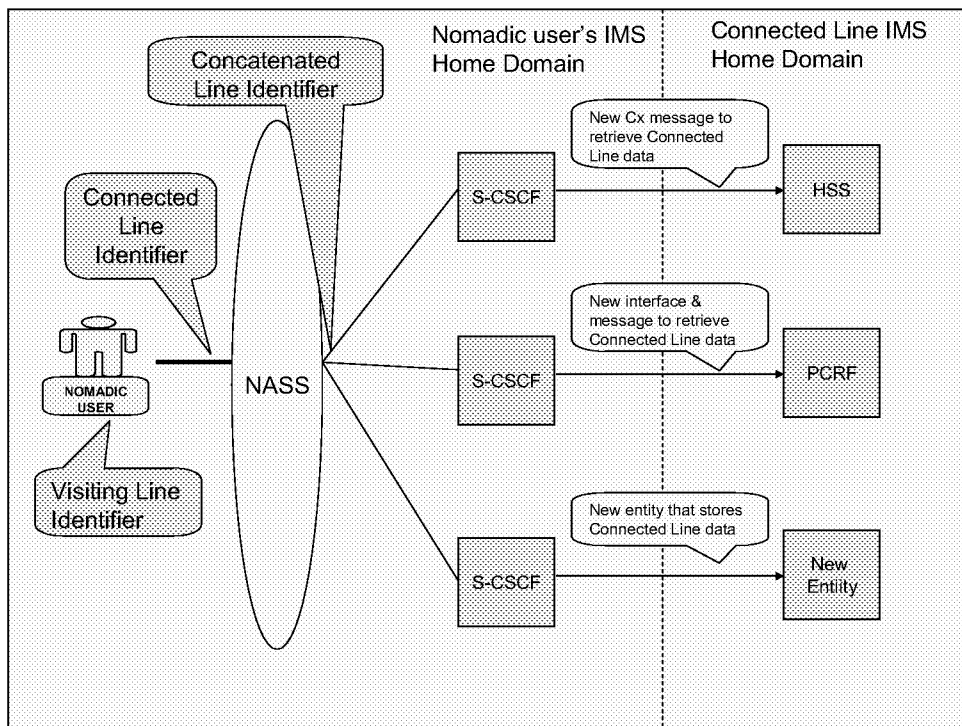 Nomadic user's IMS
Home Domain
Connected Line IMS
Home Domain
Concatenated
Line Identifier
New Cx message to
retrieve Connected
Line data
S-CSCF
HSS
Connected
Line
Identifier
New interface &
message to retrieve
Connected Line data
NOMADIC
USER
NASS
S-CSCF
PCRF
Visiting Line
Identifier
New entity that stores
Connected Line data
S-CSCF
New
Entiity